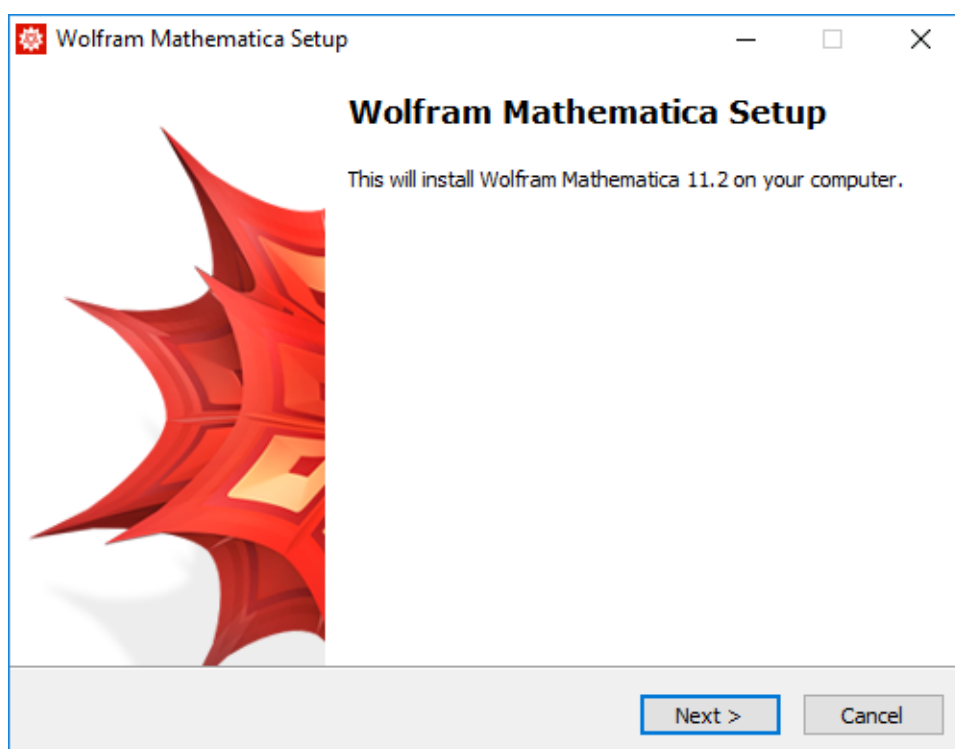 Wolfram Mathematica Setup
Wolfram Mathematica Setup
This will install Wolfram Mathematica 11.2 on your computer.
Next >
Cancel